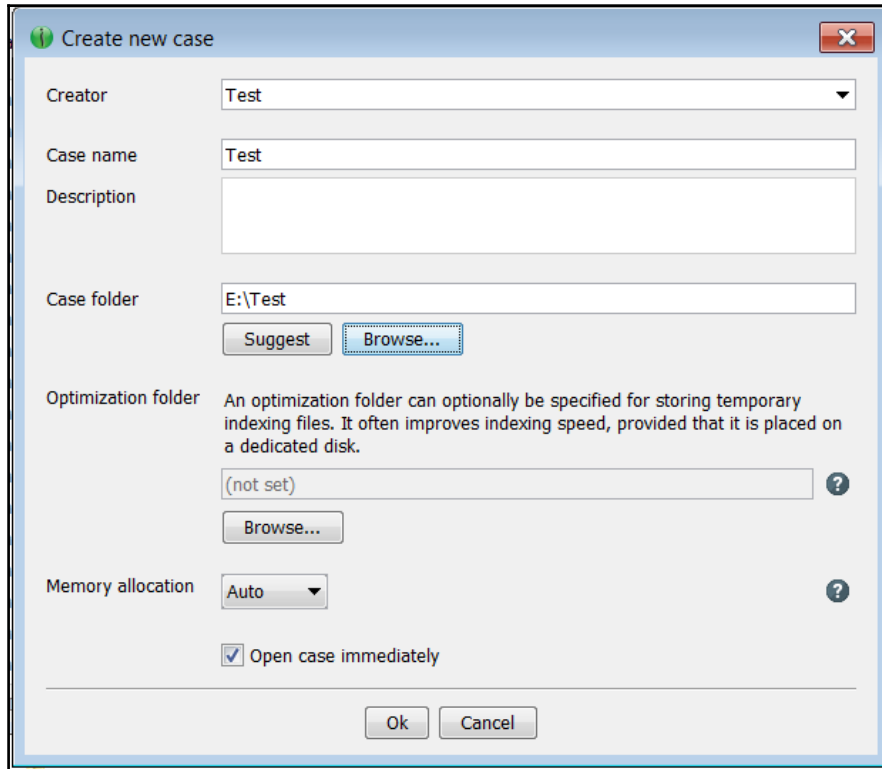 Create new case
Creator
Test
Case name
Test
Description
Case folder
E:\Test
Suggest
Browse...
Optimization folder
An optimization folder can optionally be specified for storing temporary
indexing files. It often improves indexing speed, provided that it is placed on
a dedicated disk.
(not set)
?
Browse...
Memory allocation
Auto
?
Open case immediately
Ok
Cancel